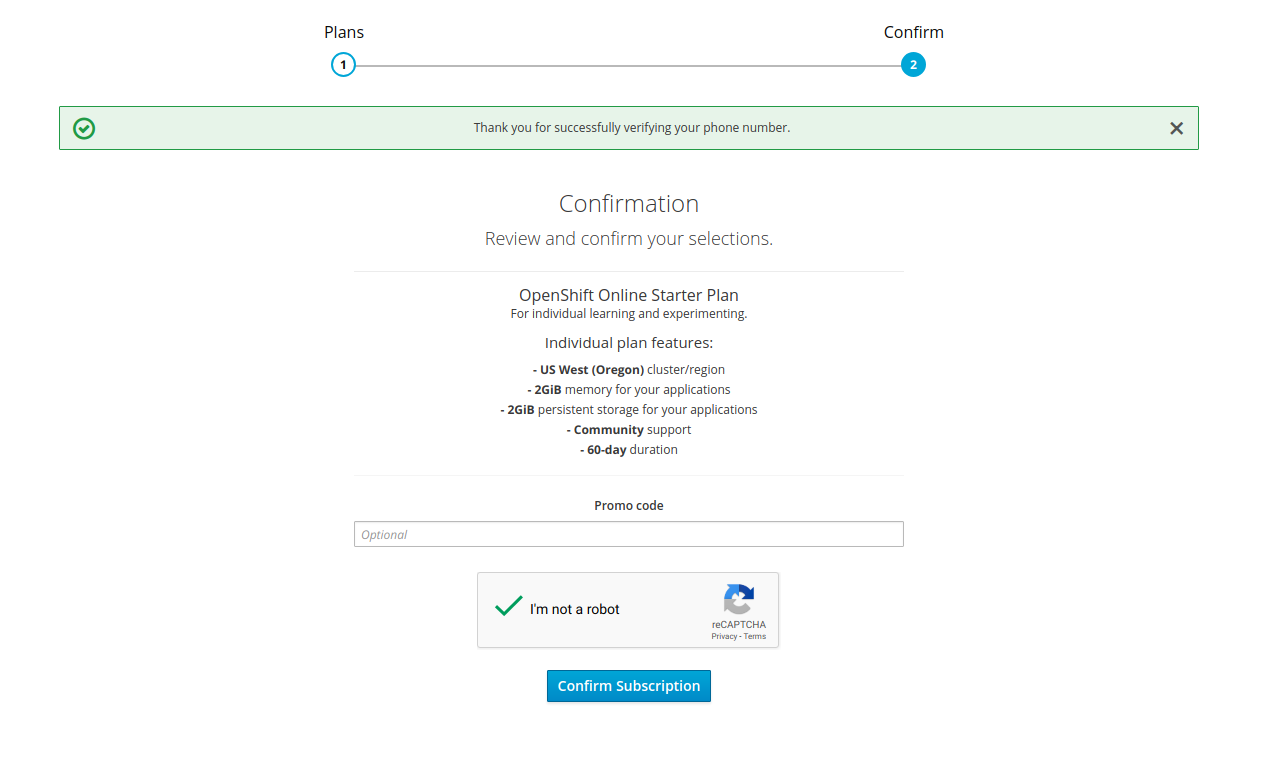 Plans
Confirm
1
2
Thank you for successfully verifying your phone number.
Confirmation
Review and confirm your selections.
OpenShift Online Starter Plan
For individual learning and experimenting.
Individual plan features:
- US West (Oregon) cluster/region
- 2GiB memory for your applications
- 2GiB persistent storage for your applications
- Community support
- 60-day duration
Promo code
Optional
I'm not a robot
reCAPTCHA
Privacy - Terms
Confirm Subscription